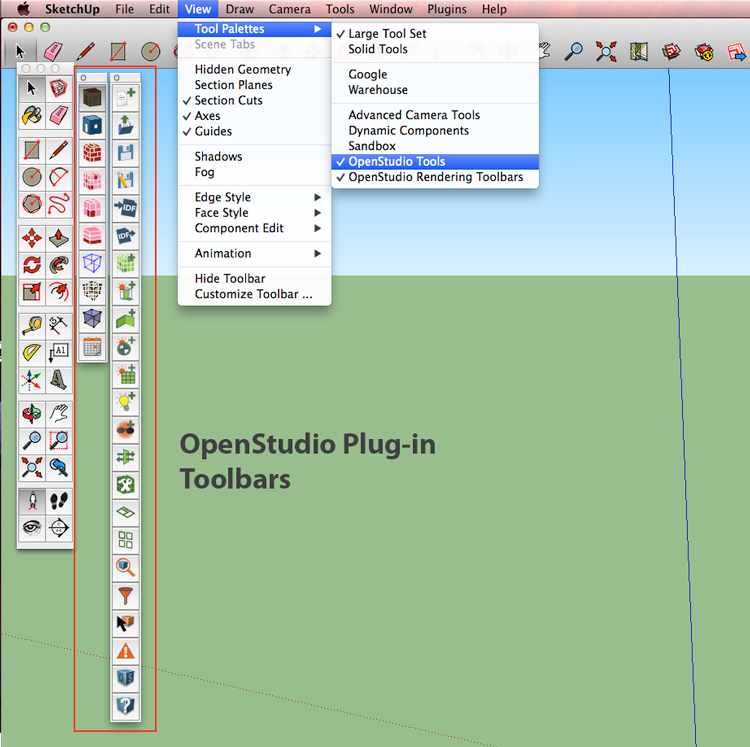 SketchUp File Edit View Draw Camera Tools Window Plugins Help
Tool Palettes
Scene Tabs
Hidden Geometry
Section Planes
✓ Section Cuts
✓ Axes
✓ Guides
Shadows
Fog
Edge Style
Face Style
Component Edit
Animation
Hide Toolbar
Customize Toolbar ...
✓ Large Tool Set
Solid Tools
Google
Warehouse
Advanced Camera Tools
Dynamic Components
Sandbox
✓ OpenStudio Tools
✓ OpenStudio Rendering Toolbars
IDF
IDF
A1
OpenStudio Plug-in
Toolbars